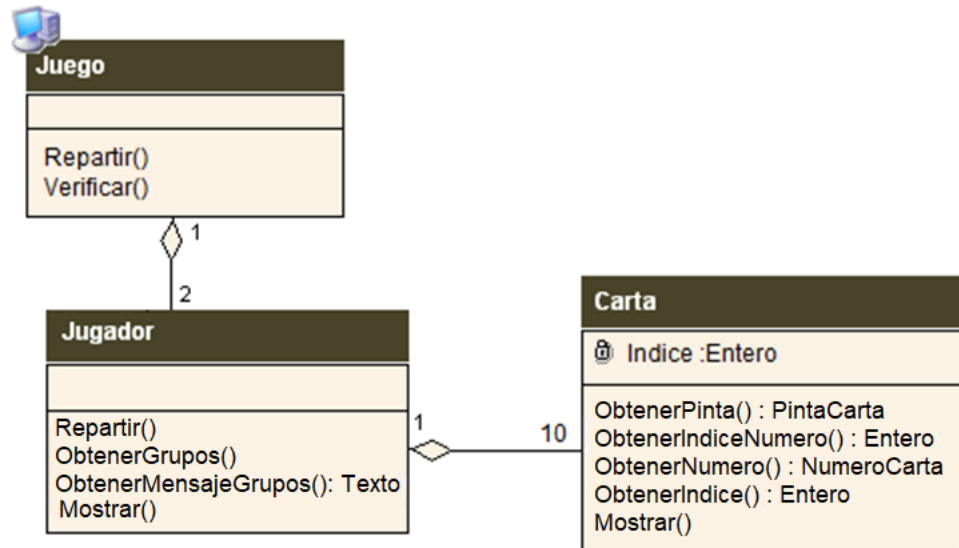 Juego
Repartir()
Verificar()
1
2
Jugador
Repartir()
ObtenerGrupos()
ObtenerMensajeGrupos(): Texto
Mostrar()
1
10
Carta
Indice :Entero
ObtenerPinta() : PintaCarta
ObtenerIndiceNumero() : Entero
ObtenerNumero() : NumeroCarta
ObtenerIndice() : Entero
Mostrar()